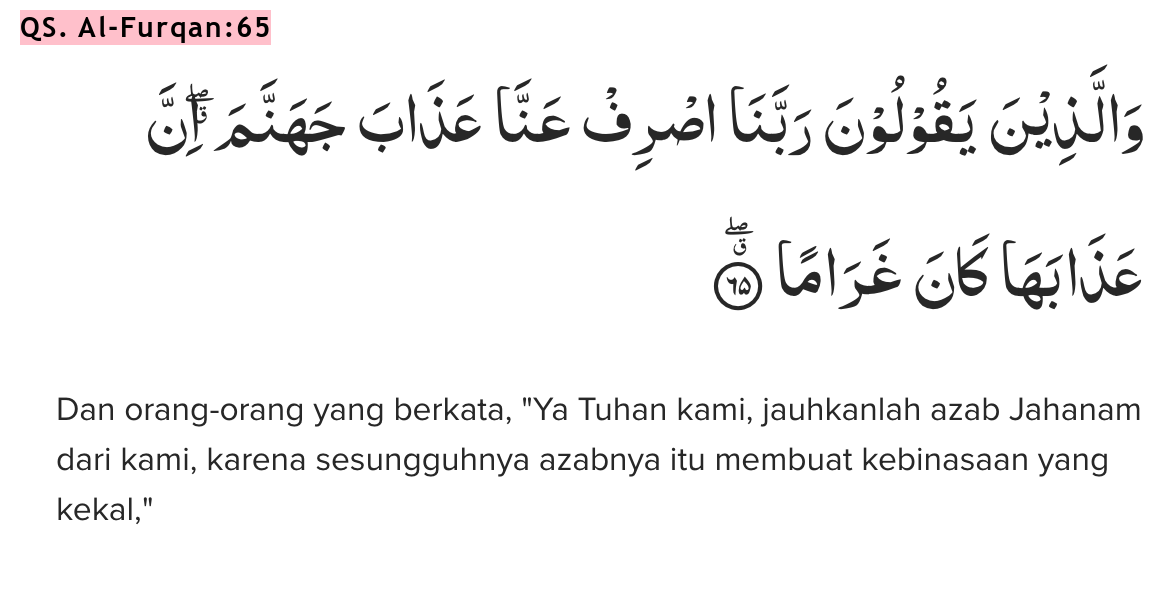 QS. Al-Furqan:65
وَالَّذِيْنَ يَقُوْلُوْنَ رَبَّنَا اصْرِفْ عَنَّا عَذَابَ جَهَنَّمَ ۖق اِنَّ
عَذَابَهَا كَانَ غَرَامًا ۖق ٦٥
Dan orang-orang yang berkata, "Ya Tuhan kami, jauhkanlah azab Jahanam
dari kami, karena sesungguhnya azabnya itu membuat kebinasaan yang
kekal,"